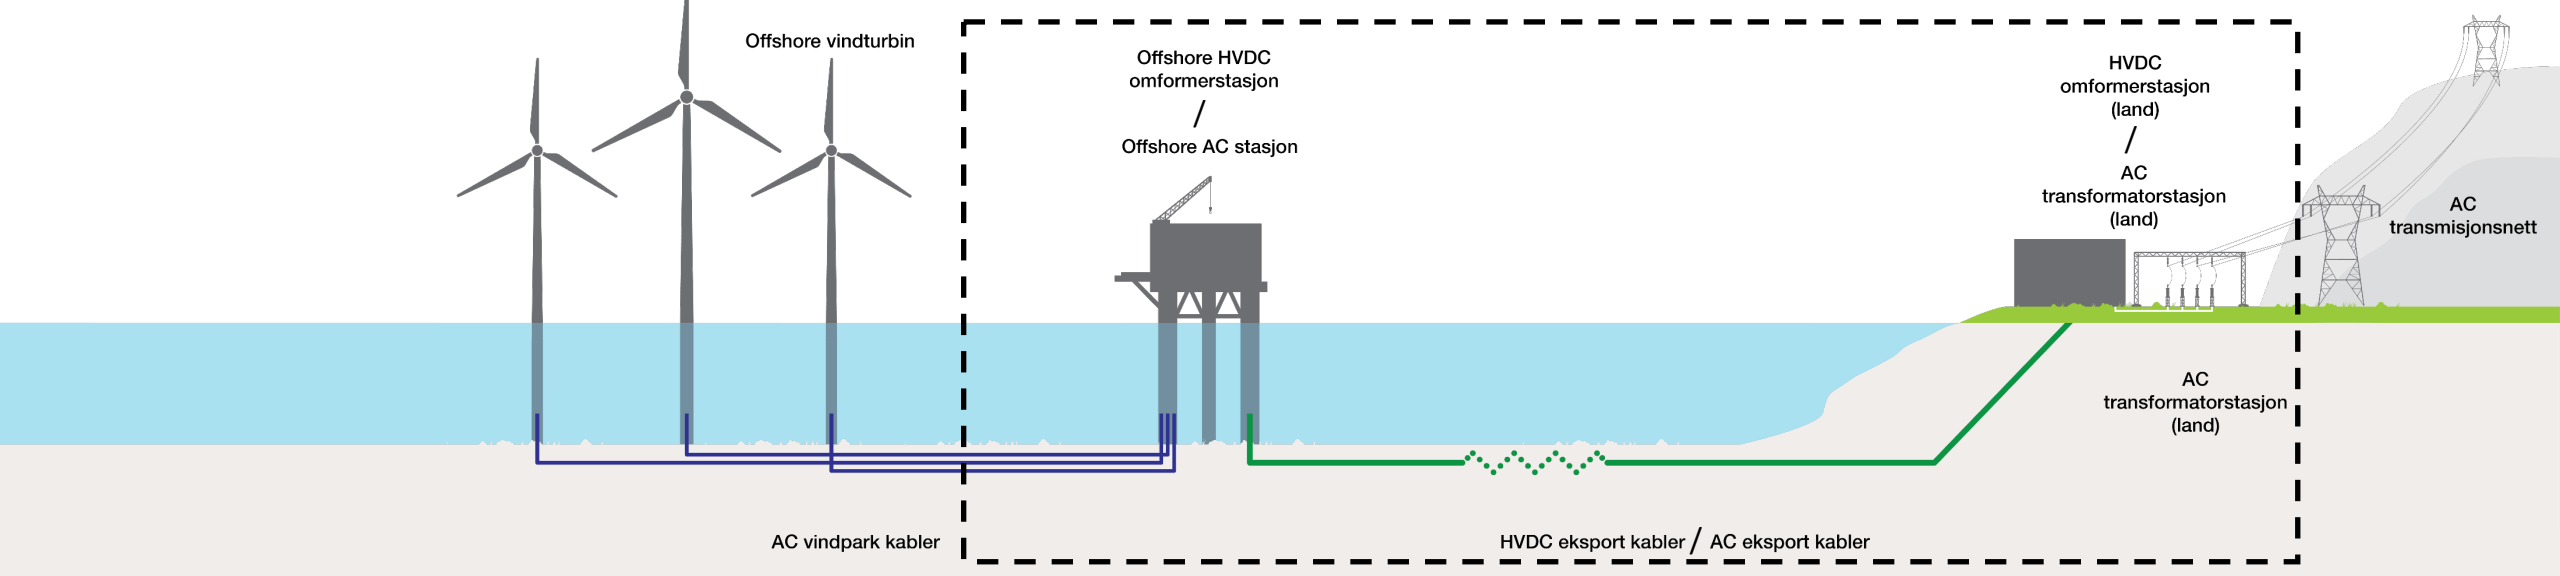 Offshore vindturbin
Offshore HVDC
omformerstasjon
/
Offshore AC stasjon
HVDC
omformerstasjon
(land)
/
AC
transformatorstasjon
(land)
AC
transmisjonsnett
AC
transformatorstasjon
(land)
AC vindpark kabler
HVDC eksport kabler / AC eksport kabler